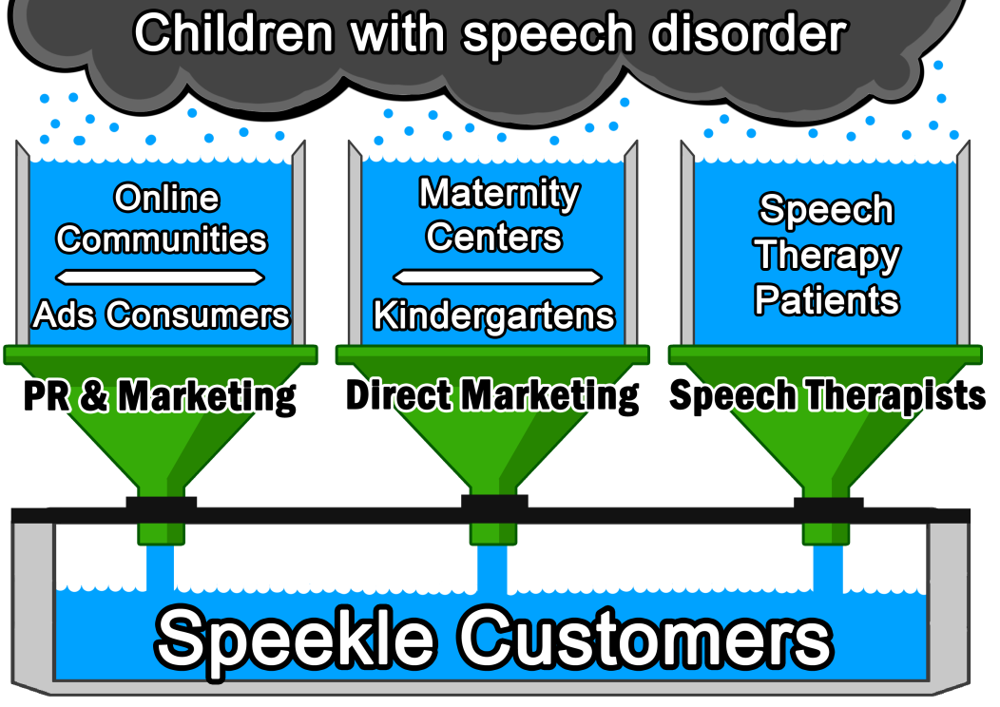 Children with speech disorder
Online
Communities
Ads Consumers
PR & Marketing
Maternity
Centers
Kindergartens
Direct Marketing
Speech
Therapy
Patients
Speech Therapists
Speekle Customers